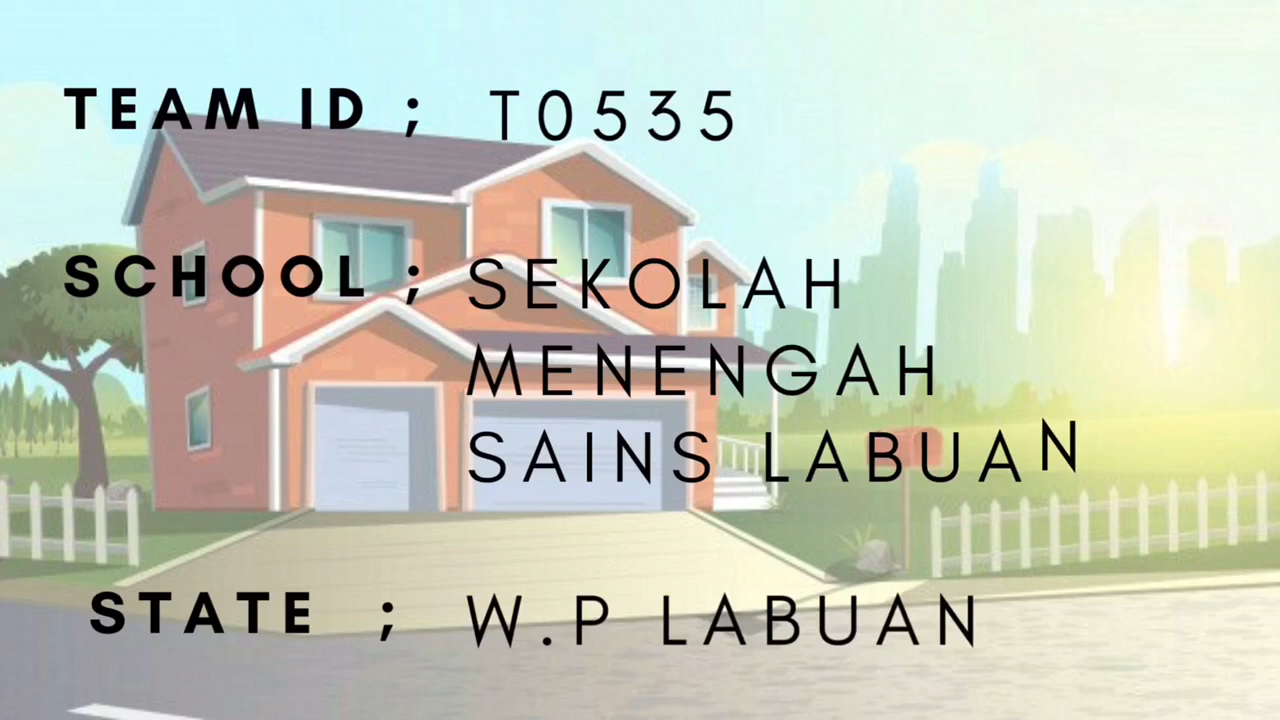 TEAM ID ; T0535
SCHOOL ; SEKOLAH
MENENGAH
SAINS LABUAN
STATE ; W.P LABUAN